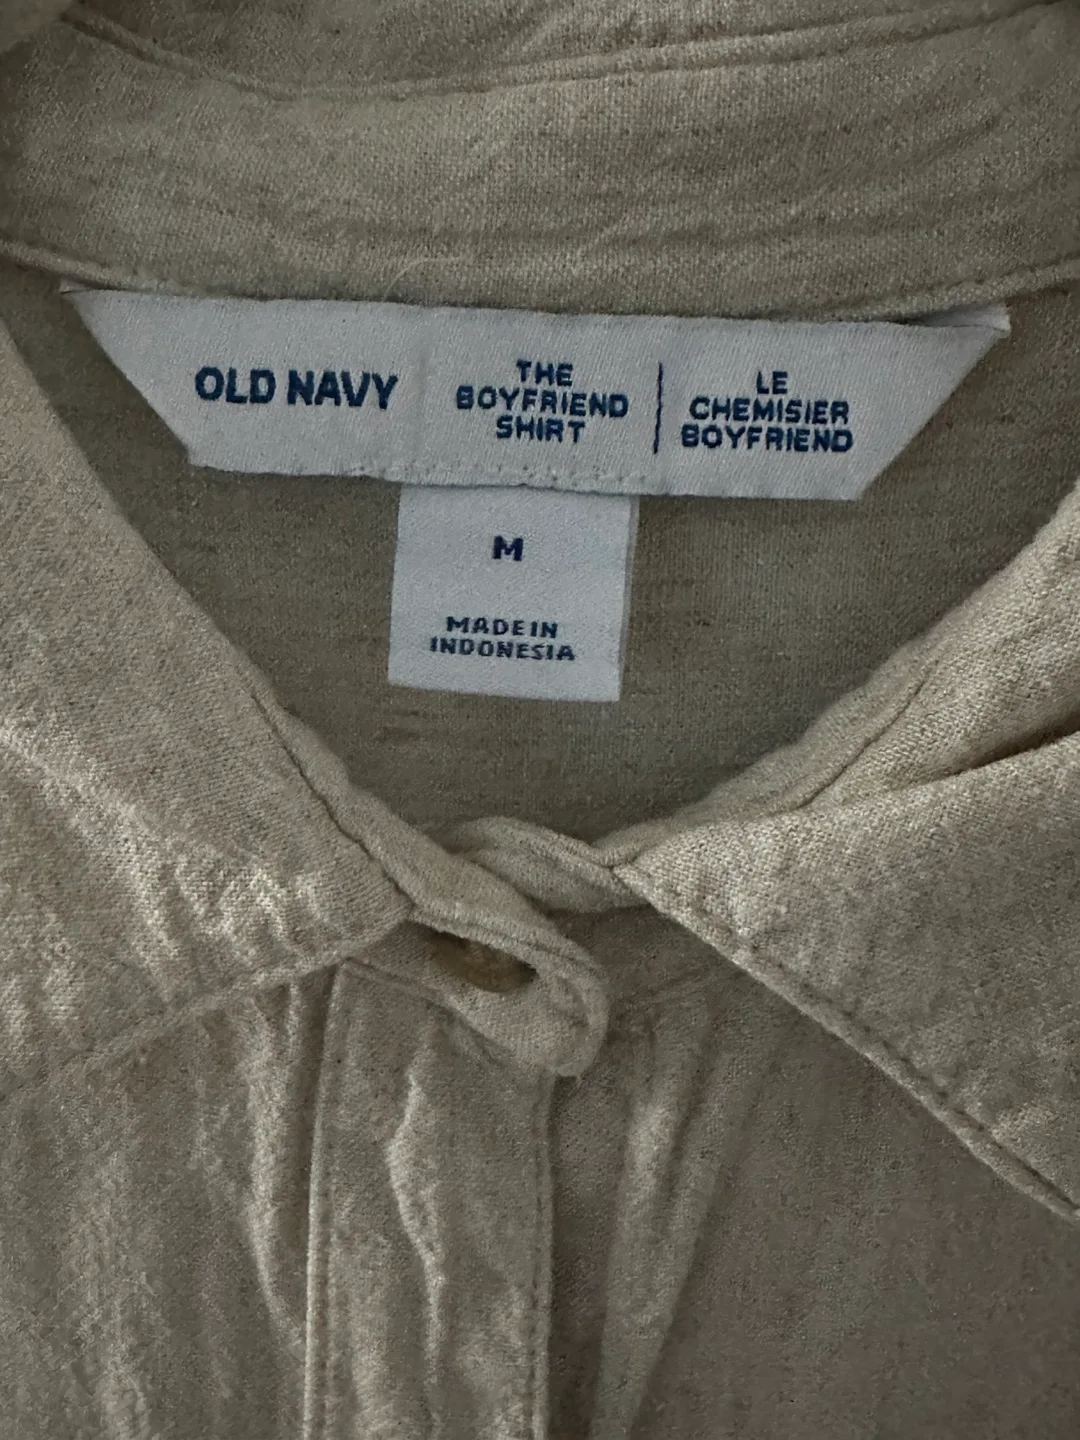 OLD NAVY
THE
BOYFRIEND
SHIRT
LE
CHEMISIER
BOYFRIEND
M
MADE IN
INDONESIA